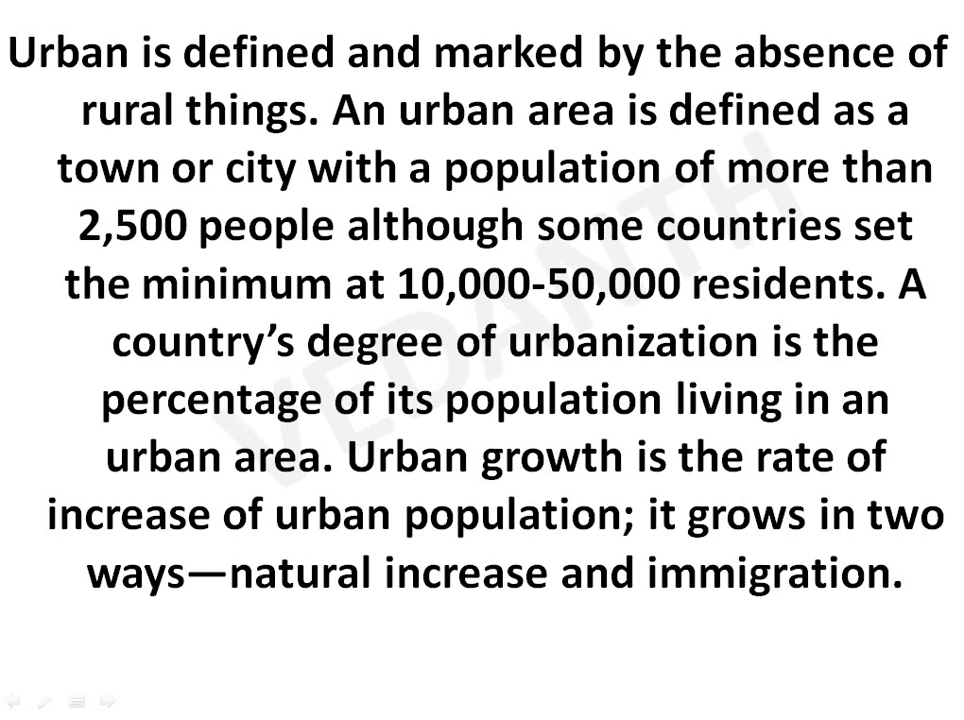 Urban is defined and marked by the absence of
rural things. An urban area is defined as a
town or city with a population of more than
2,500 people although some countries set
the minimum at 10,000-50,000 residents. A
country’s degree of urbanization is the
percentage of its population living in an
urban area. Urban growth is the rate of
increase of urban population; it grows in two
ways—natural increase and immigration.
VEDANTH